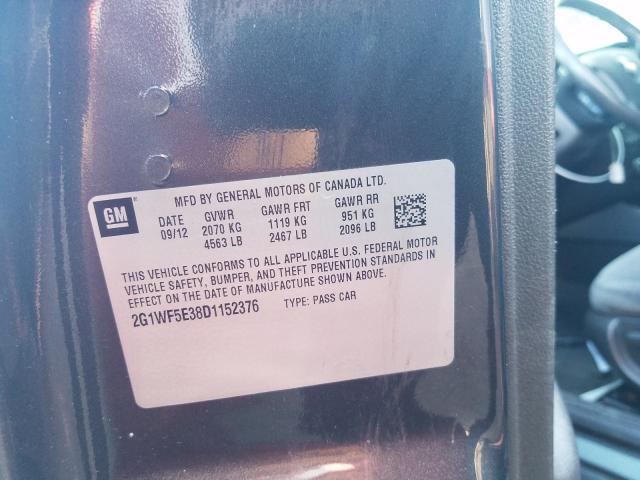 MFD BY GENERAL MOTORS OF CANADA LTD.
GM
DATE GVWR GAWR FRT GAWR RR
09/12 2070 KG 1119 KG 951 KG
4563 LB 2467 LB 2096 LB
THIS VEHICLE CONFORMS TO ALL APPLICABLE U.S. FEDERAL MOTOR
VEHICLE SAFETY, BUMPER, AND THEFT PREVENTION STANDARDS IN
EFFECT ON THE DATE OF MANUFACTURE SHOWN ABOVE.
2G1WF5E38D1152376 TYPE: PASS CAR